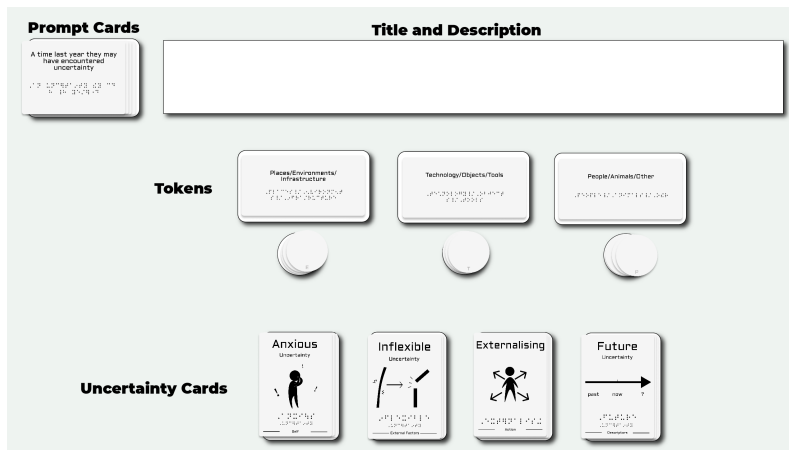 Prompt Cards
Title and Description
A time last year they may
have encountered
uncertainty
Tokens
Places/Environments/
Infrastructure
Technology/Objects/Tools
People/Animals/Other
Uncertainty Cards
Anxious
Uncertainty
Self
Inflexible
Uncertainty
External Factors
Externalising
Action
Future
Uncertainty
past now ?
Descriptors